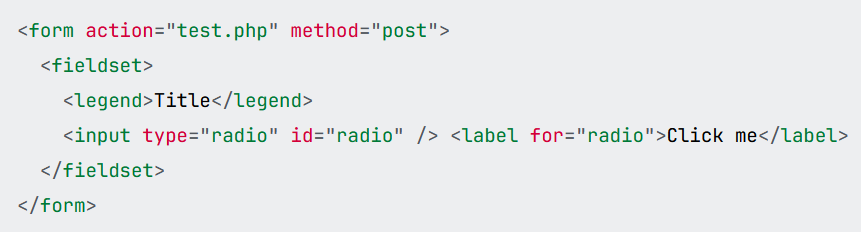 <form action="test.php" method="post">
  <fieldset>
    <legend>Title</legend>
    <input type="radio" id="radio" /> <label for="radio">Click me</label>
  </fieldset>
</form>